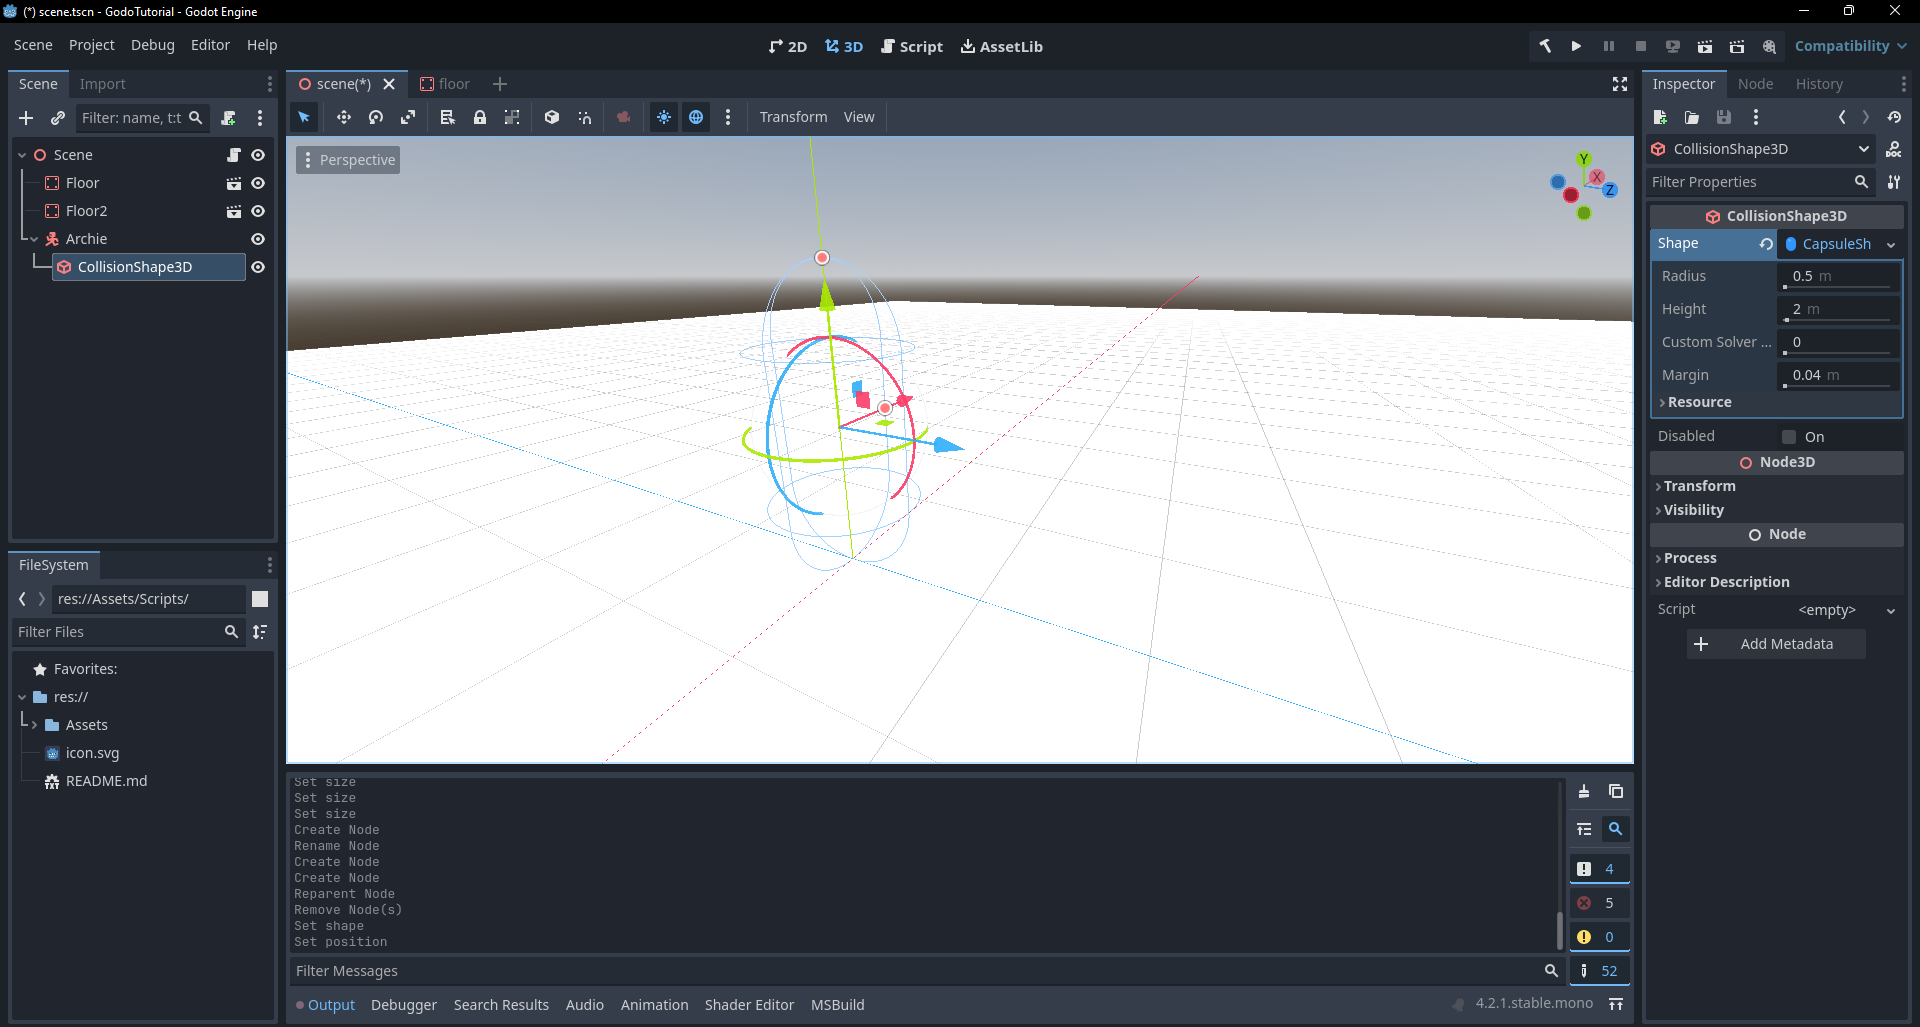 (*) scene.tscn - GodoTutorial - Godot Engine
Scene Project Debug Editor Help
2D 3D Script AssetLib
Compatibility
Scene Import
Filter: name, t:t
Scene
Floor
Floor2
Archie
CollisionShape3D
FileSystem
res://Assets/Scripts/
Filter Files
Favorites:
res://
Assets
icon.svg
README.md
scene(*) floor
Transform View
Perspective
Y
X
Z
Set size
Set size
Set size
Create Node
Rename Node
Create Node
Create Node
Reparent Node
Remove Node(s)
Set shape
Set position
4
5
0
52
Filter Messages
Output Debugger Search Results Audio Animation Shader Editor MSBuild
4.2.1.stable.mono
Inspector Node History
CollisionShape3D
DOC
Filter Properties
CollisionShape3D
Shape CapsuleSh
Radius 0.5 m
Height 2 m
Custom Solver ... 0
Margin 0.04 m
Resource
Disabled On
Node3D
Transform
Visibility
Node
Process
Editor Description
Script <empty>
Add Metadata